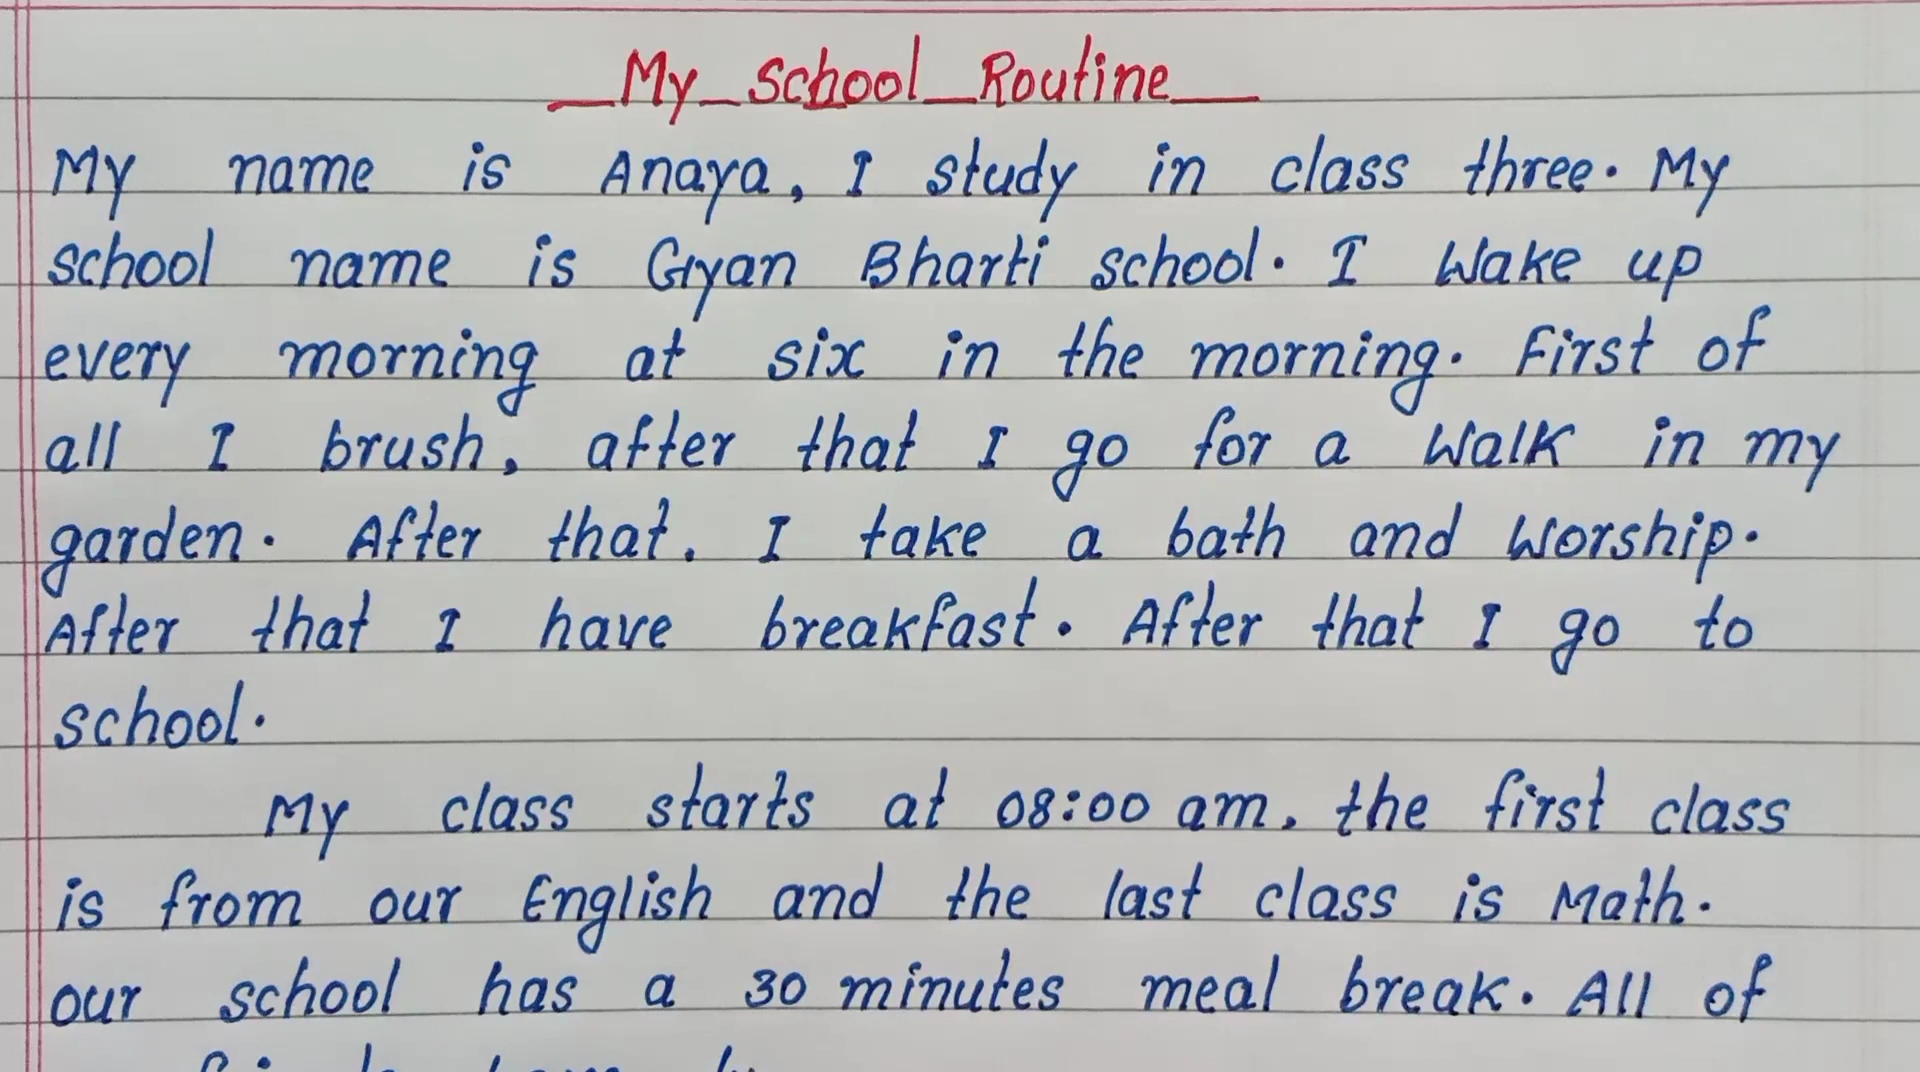 My School Routine
My name is Anaya, I study in class three. My
school name is Gyan Bharti school. I wake up
every morning at six in the morning. First of
all I brush, after that I go for a walk in my
garden. After that, I take a bath and worship.
After that I have breakfast. After that I go to
school.
My class starts at 08:00 am, the first class
is from our English and the last class is Math.
our school has a 30 minutes meal break. All of